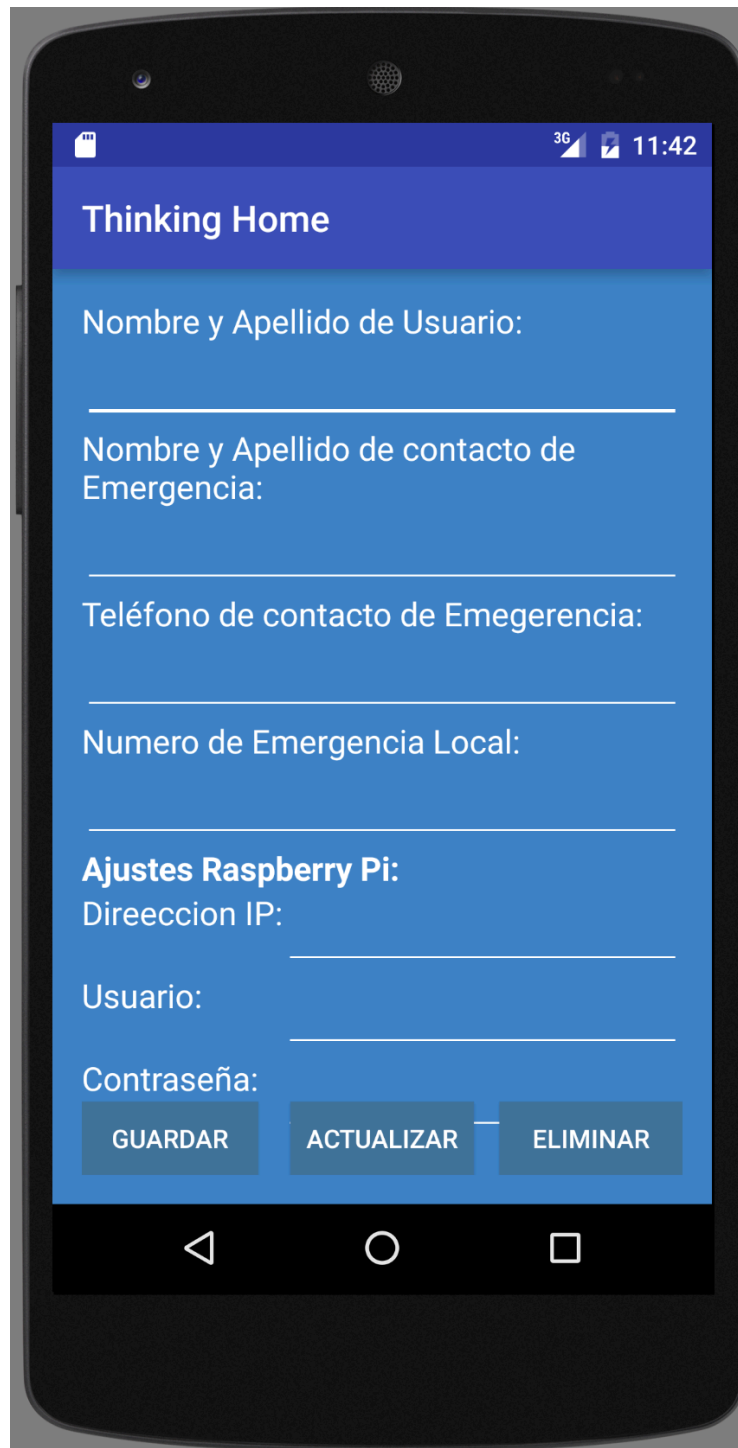 3G 11:42
Thinking Home
Nombre y Apellido de Usuario:
Nombre y Apellido de contacto de
Emergencia:
Teléfono de contacto de Emegerencia:
Numero de Emergencia Local:
Ajustes Raspberry Pi:
Direeccion IP:
Usuario:
Contraseña:
GUARDAR ACTUALIZAR ELIMINAR